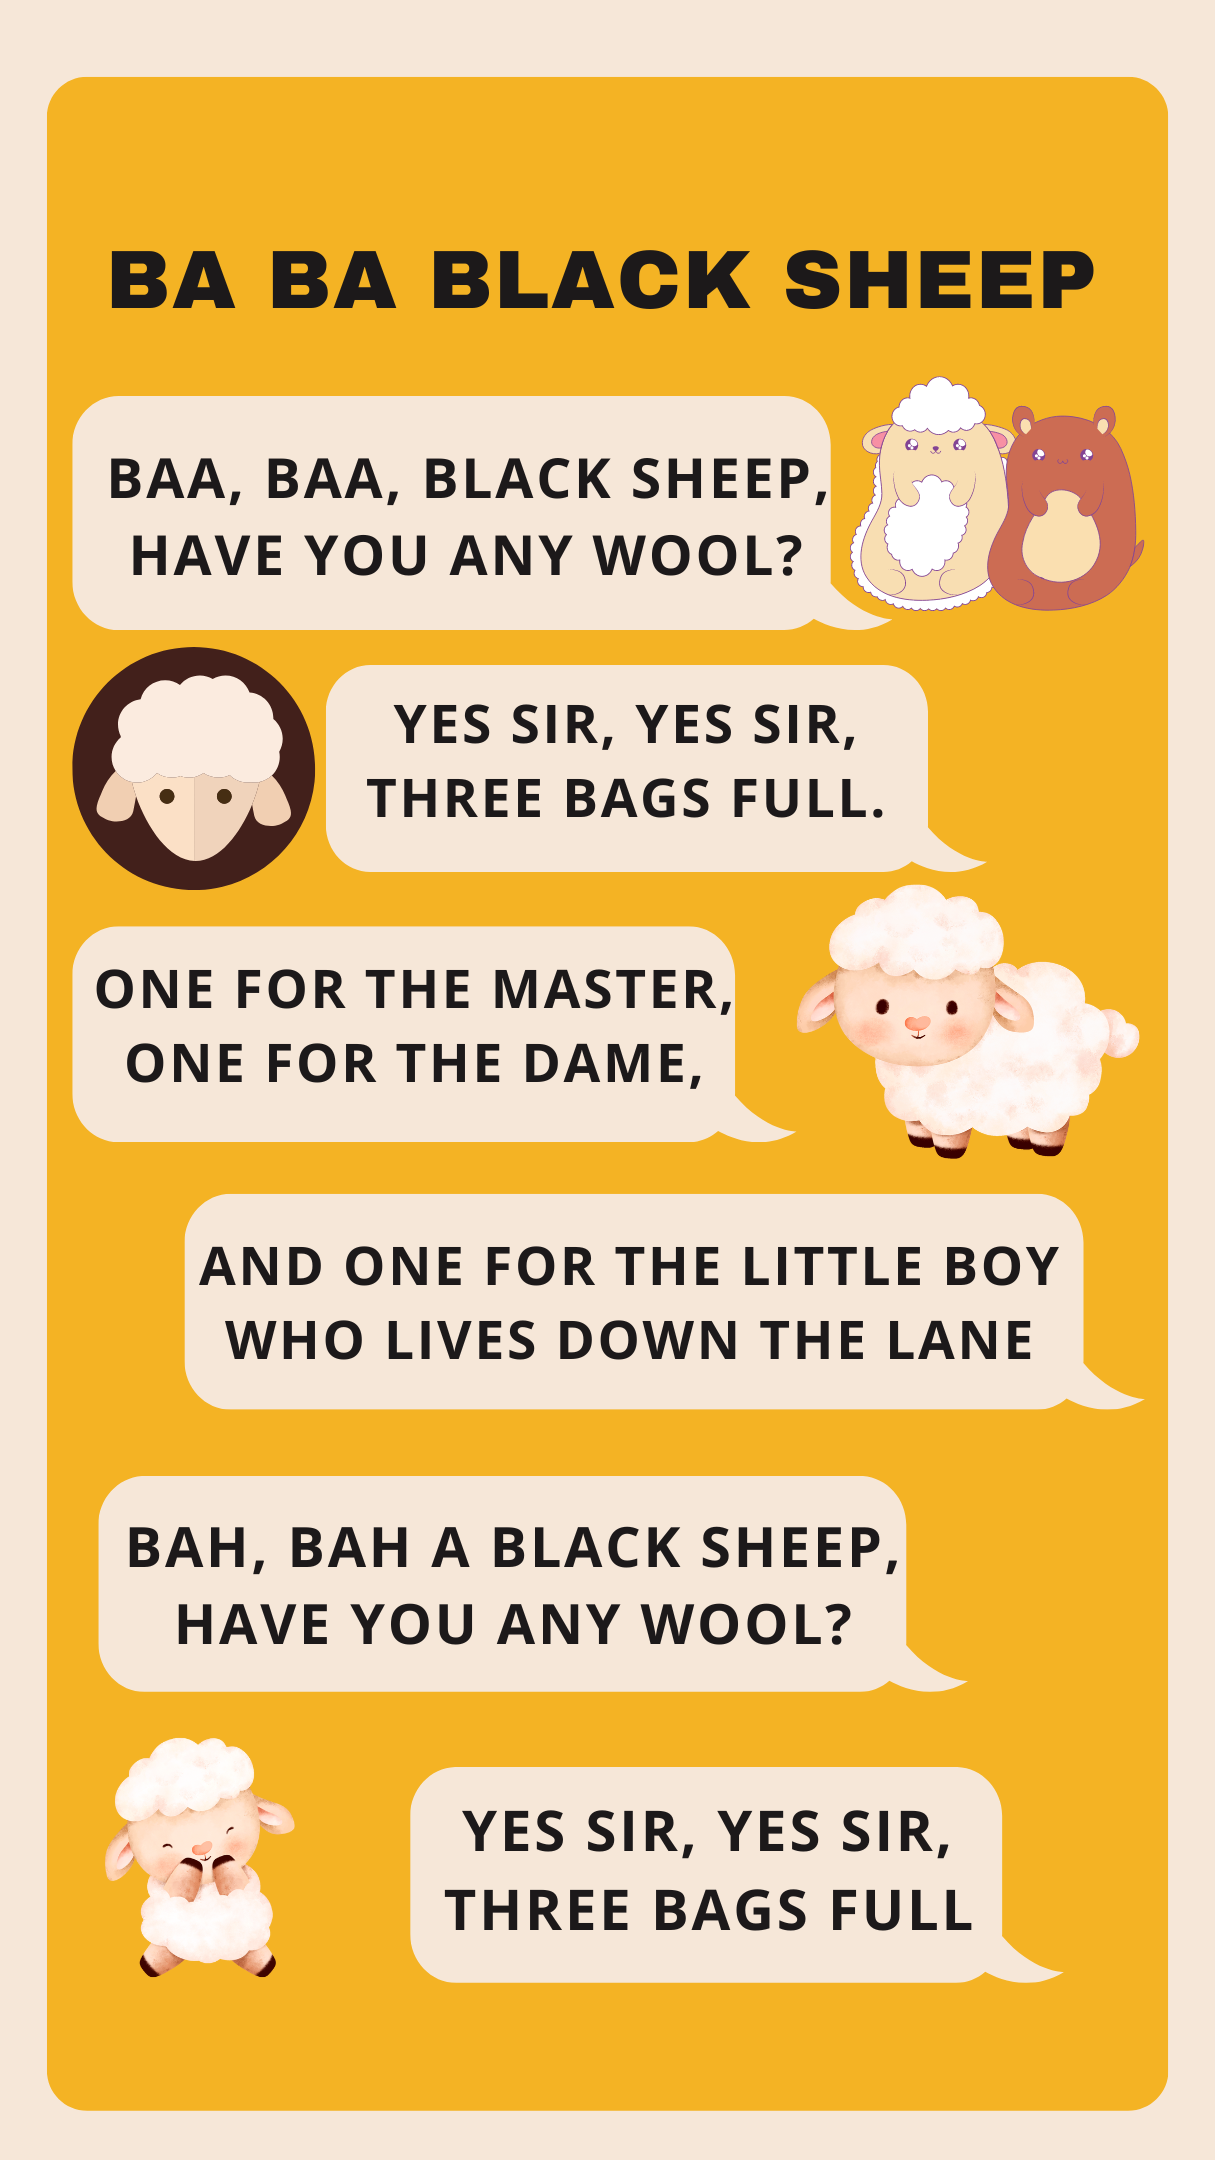 BA BA BLACK SHEEP
BAA, BAA, BLACK SHEEP,
HAVE YOU ANY WOOL?
YES SIR, YES SIR,
THREE BAGS FULL.
ONE FOR THE MASTER,
ONE FOR THE DAME,
AND ONE FOR THE LITTLE BOY
WHO LIVES DOWN THE LANE
BAH, BAH A BLACK SHEEP,
HAVE YOU ANY WOOL?
YES SIR, YES SIR,
THREE BAGS FULL